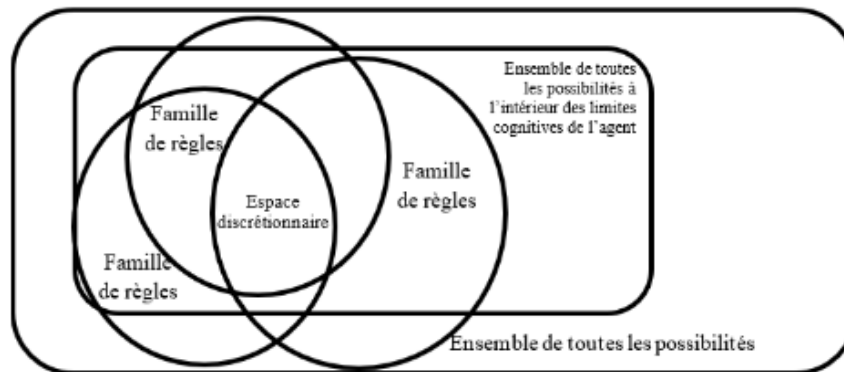 Ensemble de toutes
les possibilités à
l’intérieur des limites
cognitives de l’agent
Famille
de règles
Famille
de règles
Espace
discrétionnaire
Famille
de règles
Ensemble de toutes les possibilités